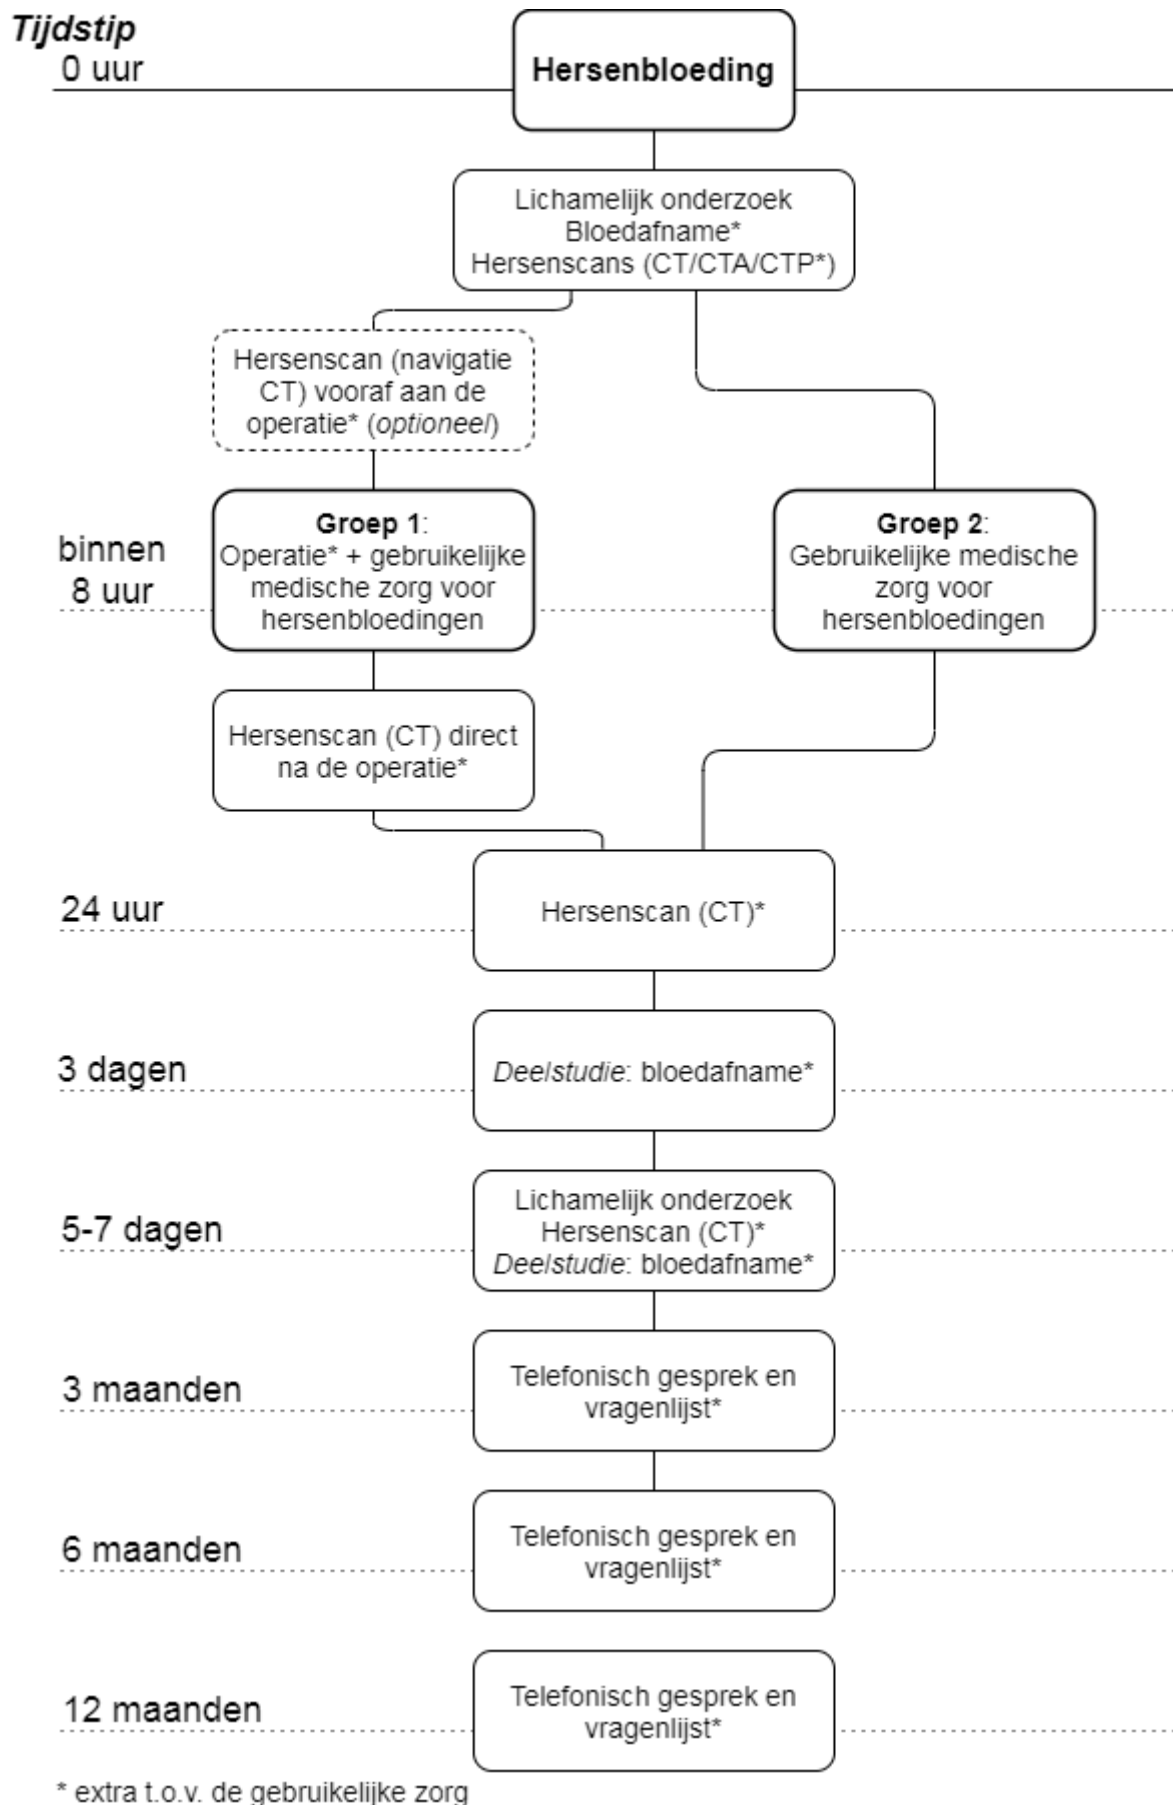 Tijdstip
0 uur
Hersenbloeding
Lichamelijk onderzoek
Bloedafname*
Hersenscans (CT/CTA/CTP*)
Hersenscan (navigatie
CT) vooraf aan de
operatie* (optioneel)
binnen
8 uur
Groep 1:
Operatie* + gebruikelijke
medische zorg voor
hersenbloedingen
Groep 2:
Gebruikelijke medische
zorg voor
hersenbloedingen
Hersenscan (CT) direct
na de operatie*
24 uur
Hersenscan (CT)*
3 dagen
Deelstudie: bloedafname*
5-7 dagen
Lichamelijk onderzoek
Hersenscan (CT)*
Deelstudie: bloedafname*
3 maanden
Telefonisch gesprek en
vragenlijst*
6 maanden
Telefonisch gesprek en
vragenlijst*
12 maanden
Telefonisch gesprek en
vragenlijst*
* extra t.o.v. de gebruikelijke zorg